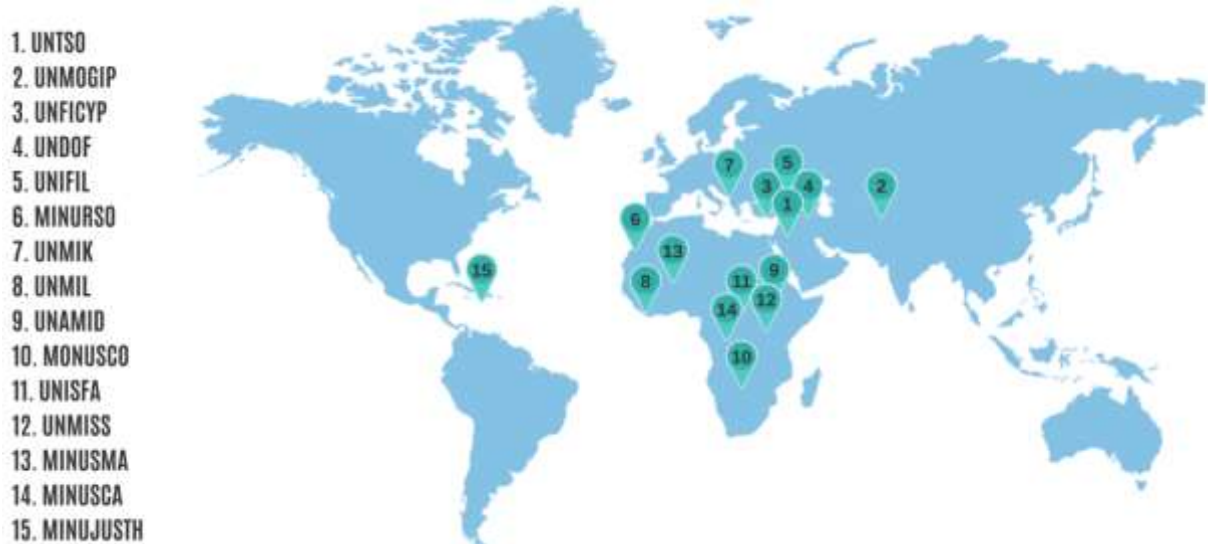 1. UNTSO
2. UNMOGIP
3. UNFICYP
4. UNDOF
5. UNIFIL
6. MINURSO
7. UNMIK
8. UNMIL
9. UNAMID
10. MONUSCO
11. UNISFA
12. UNMISS
13. MINUSMA
14. MINUSCA
15. MINUJUSTH
7
5
3
4
2
1
6
13
15
9
8
11
12
14
10